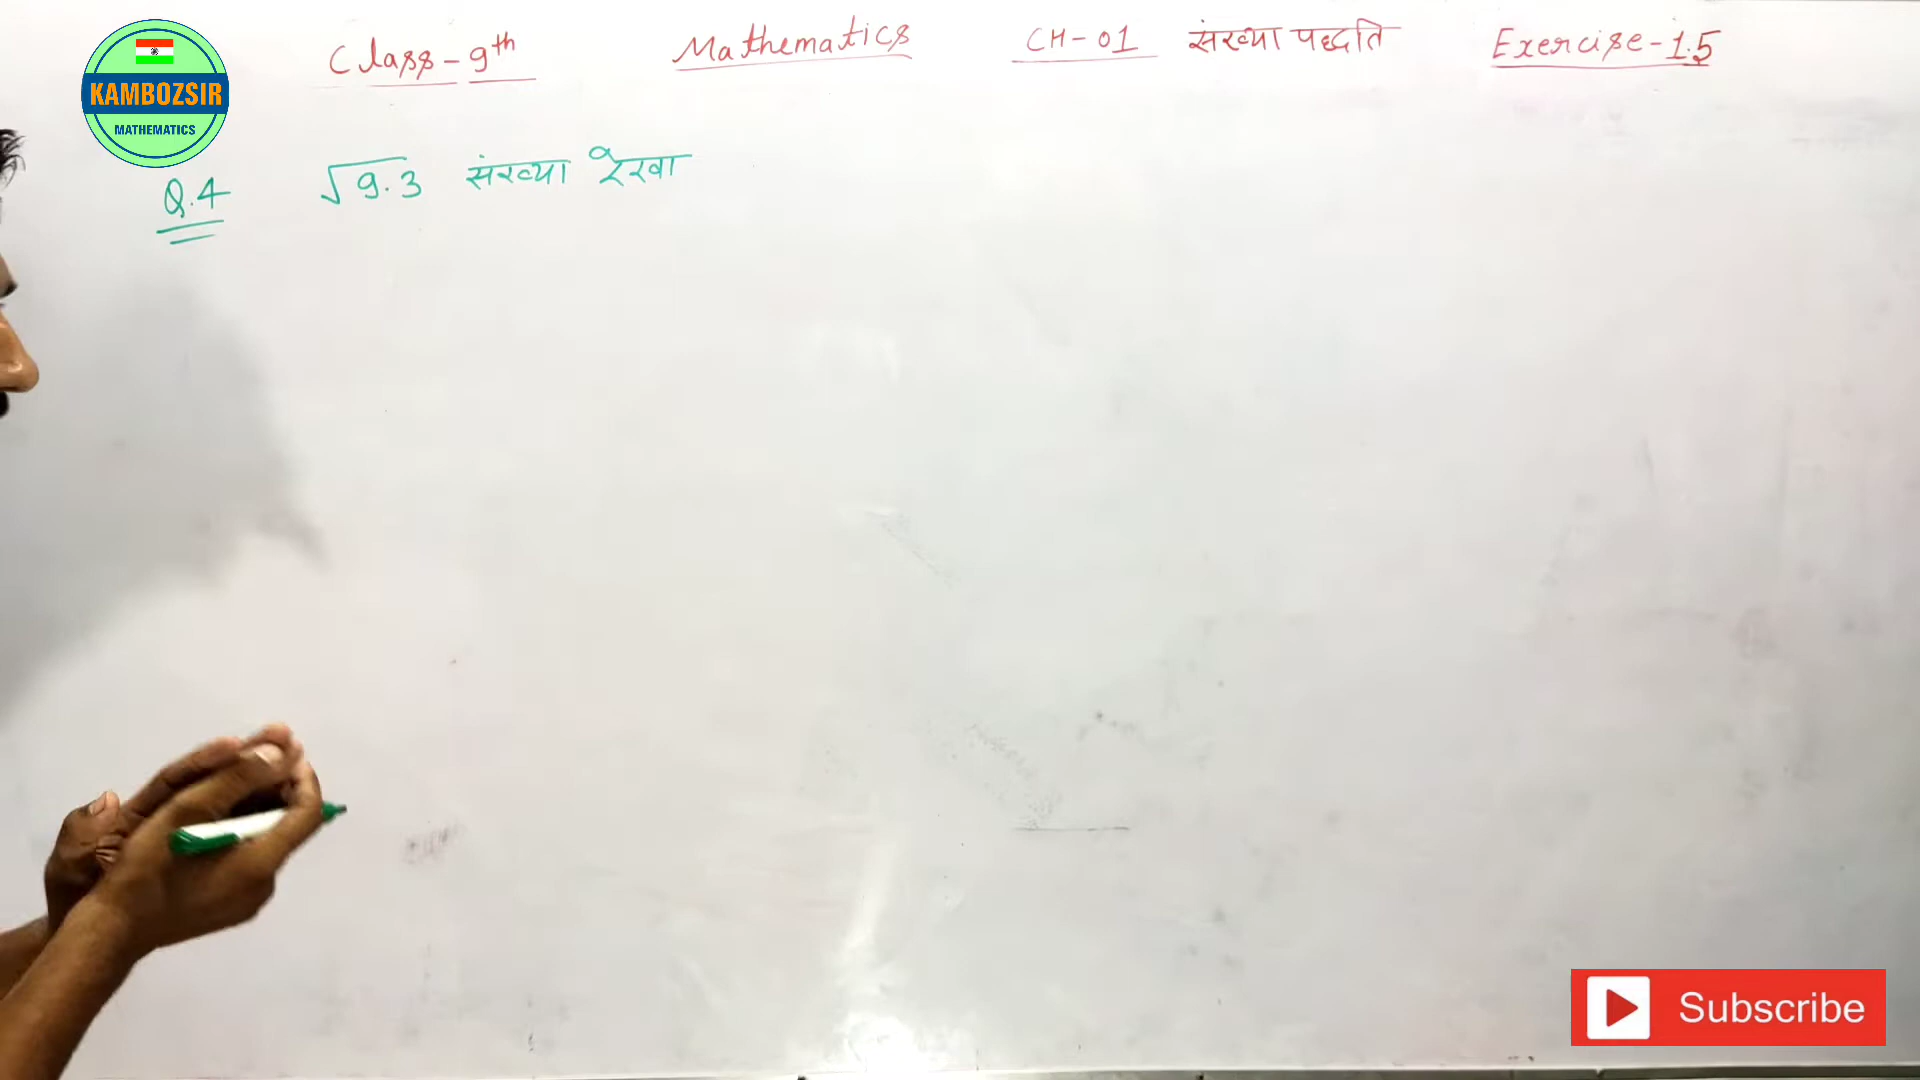 KAMBOZSIR
MATHEMATICS
Class-9th Mathematics CH-01 संख्या पद्धति Exercise-1.5
Q.4 √9.3 संख्या रेखा
Subscribe